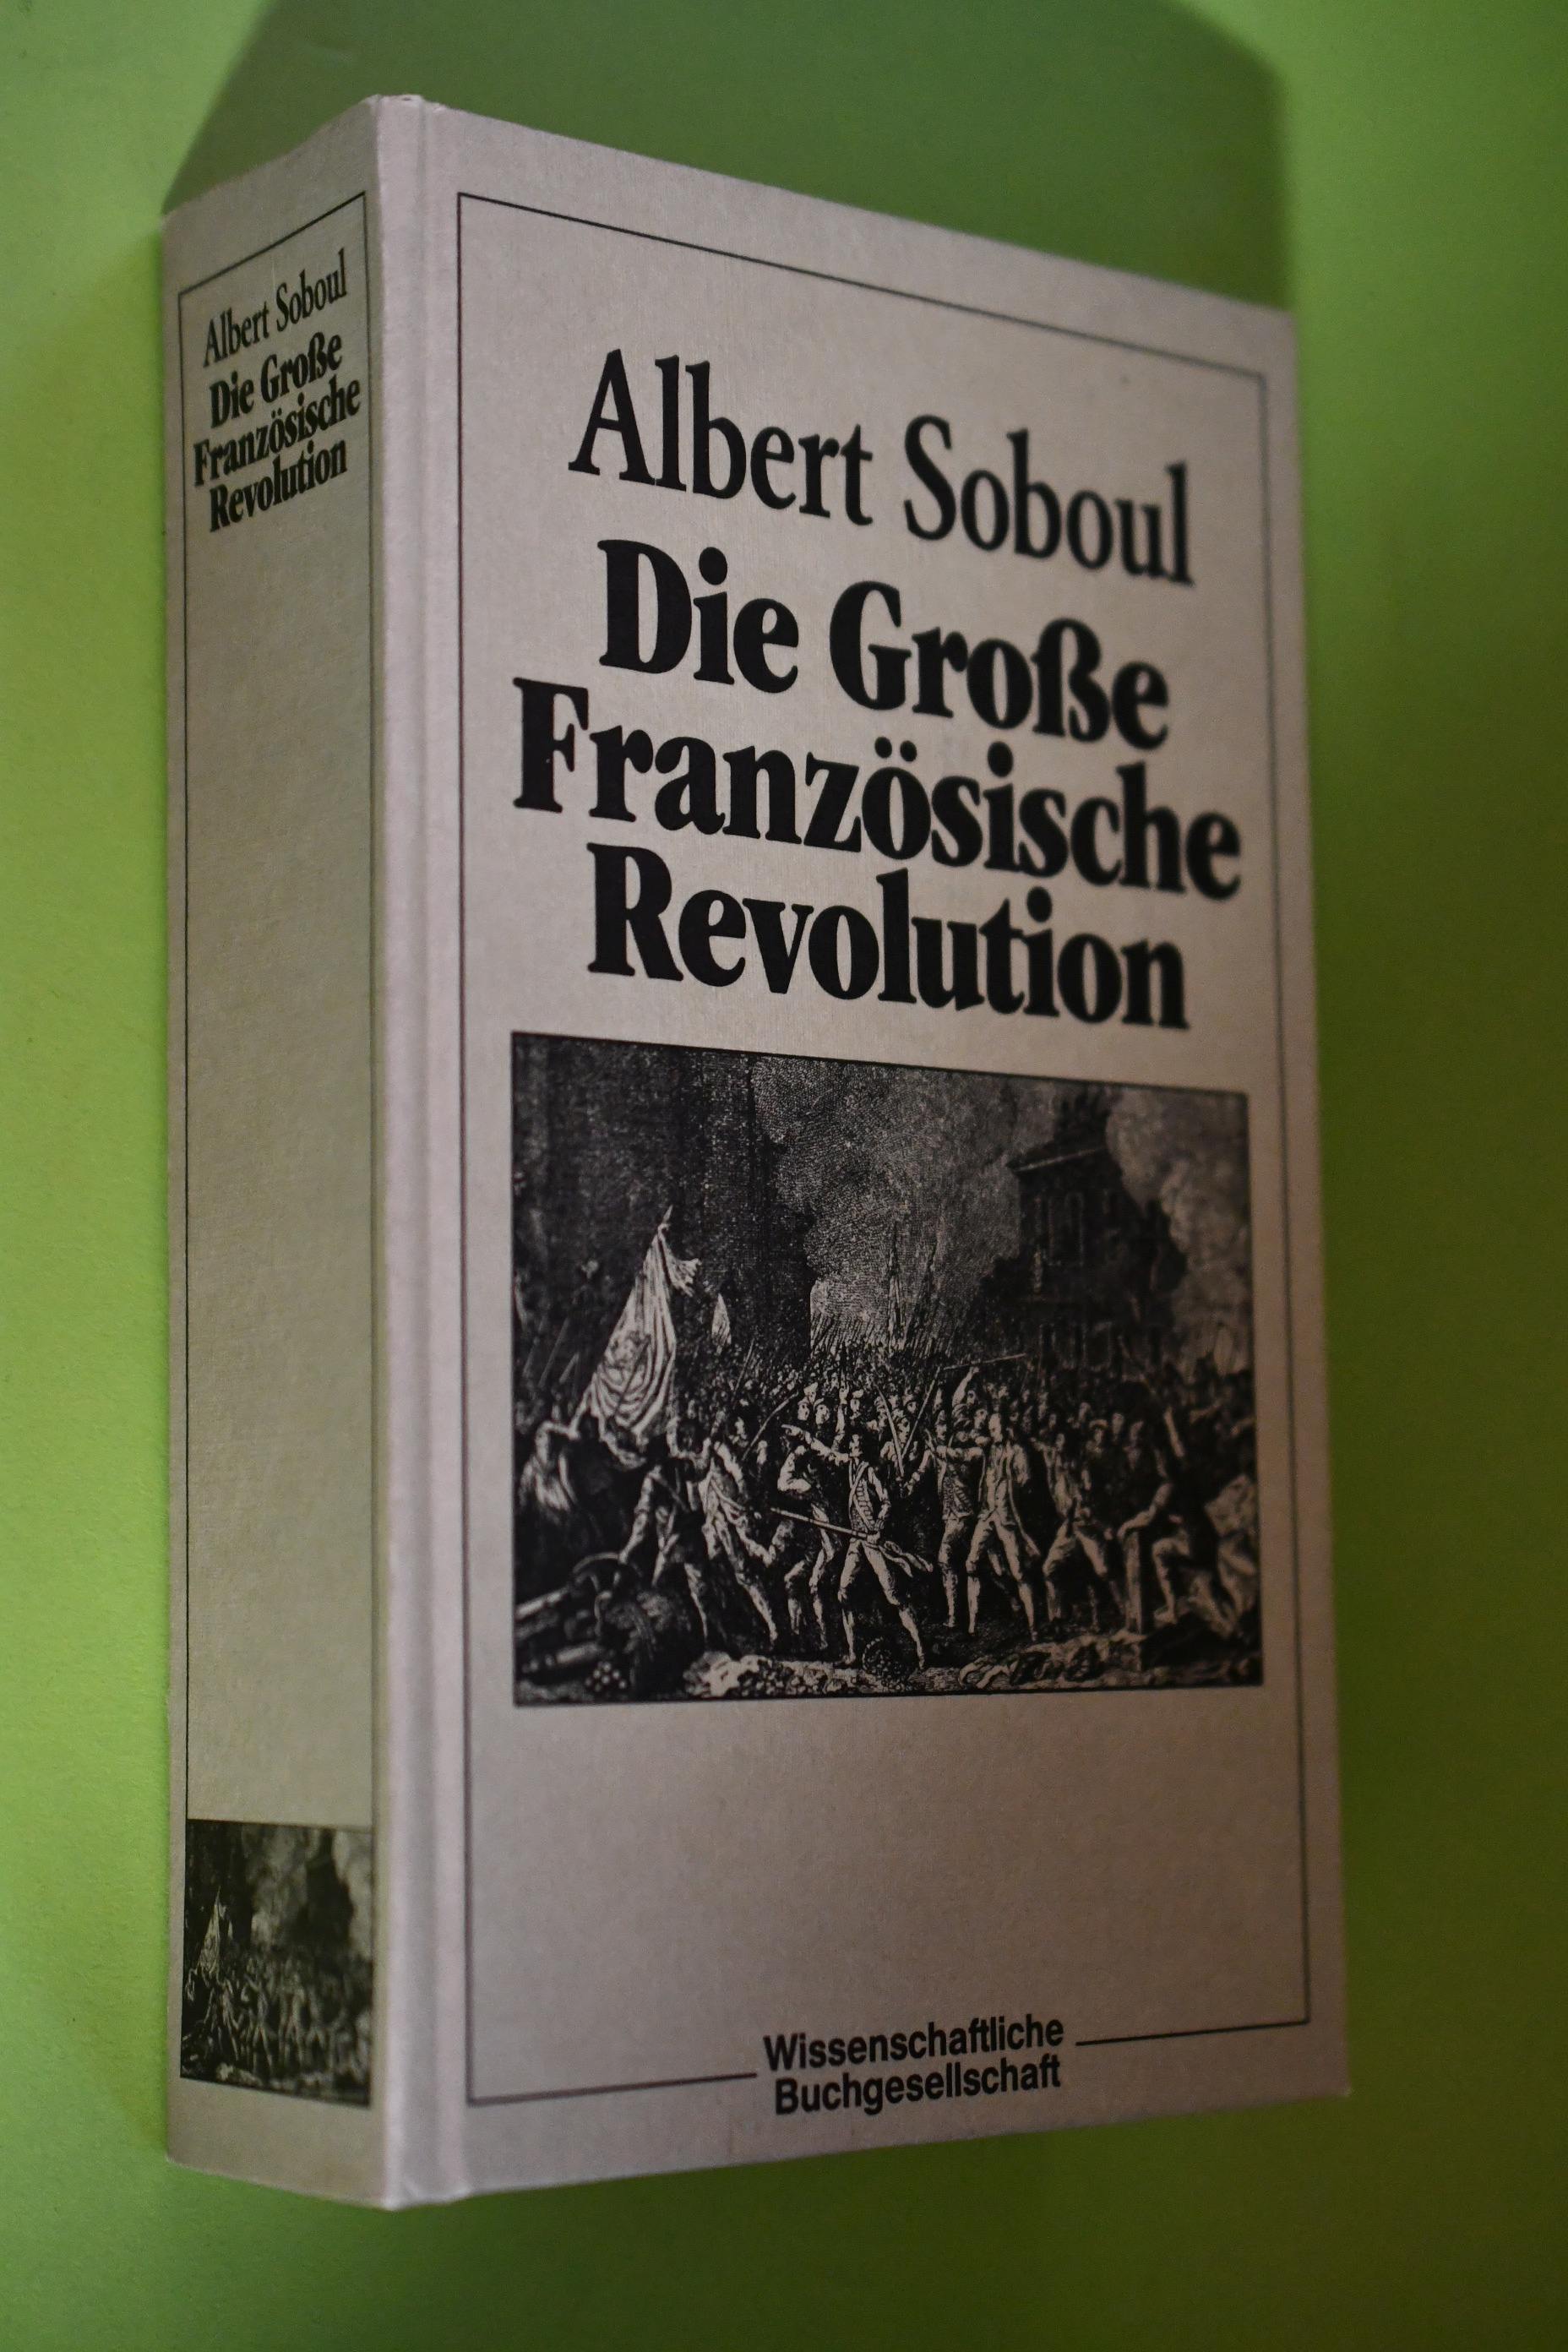 Albert Soboul
Die Große
Französische
Revolution
Albert Soboul
Die Große
Französische
Revolution
Wissenschaftliche
Buchgesellschaft